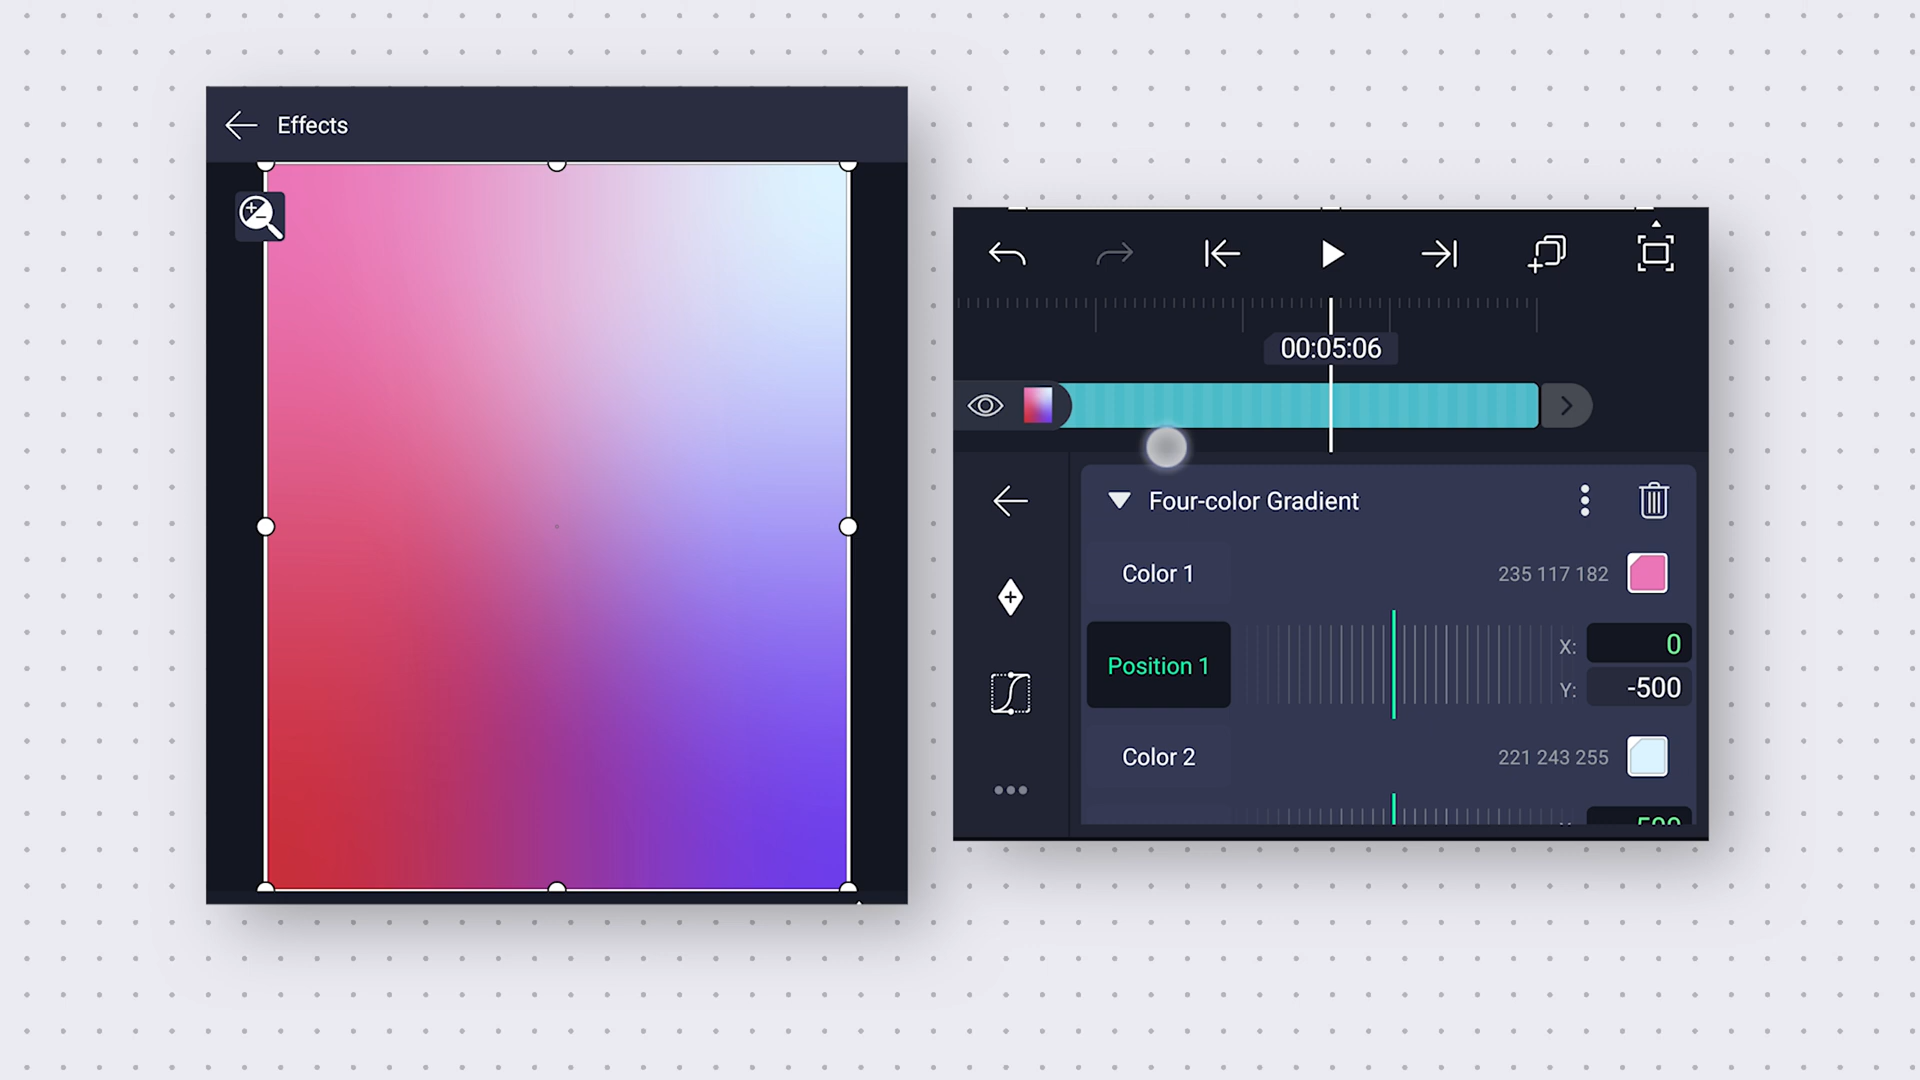 Effects
00:05:06
Four-color Gradient
Color 1
235 117 182
Position 1
X:
0
Y:
-500
Color 2
221 243 255